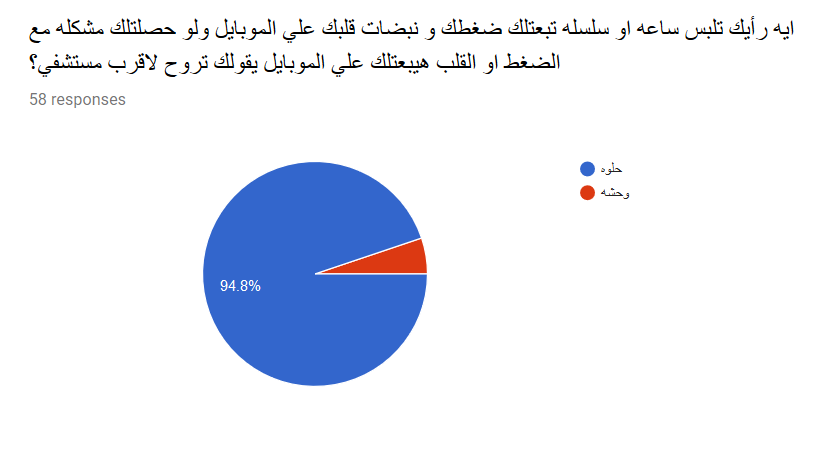 ايه رأيك تلبس ساعه او سلسله تبعتلك ضغطك و نبضات قلبك علي الموبايل ولو حصلتلك مشكله مع
الضغط او القلب هيبعتلك علي الموبايل يقولك تروح لاقرب مستشفي؟
58 responses
حلوه
وحشه
94.8%